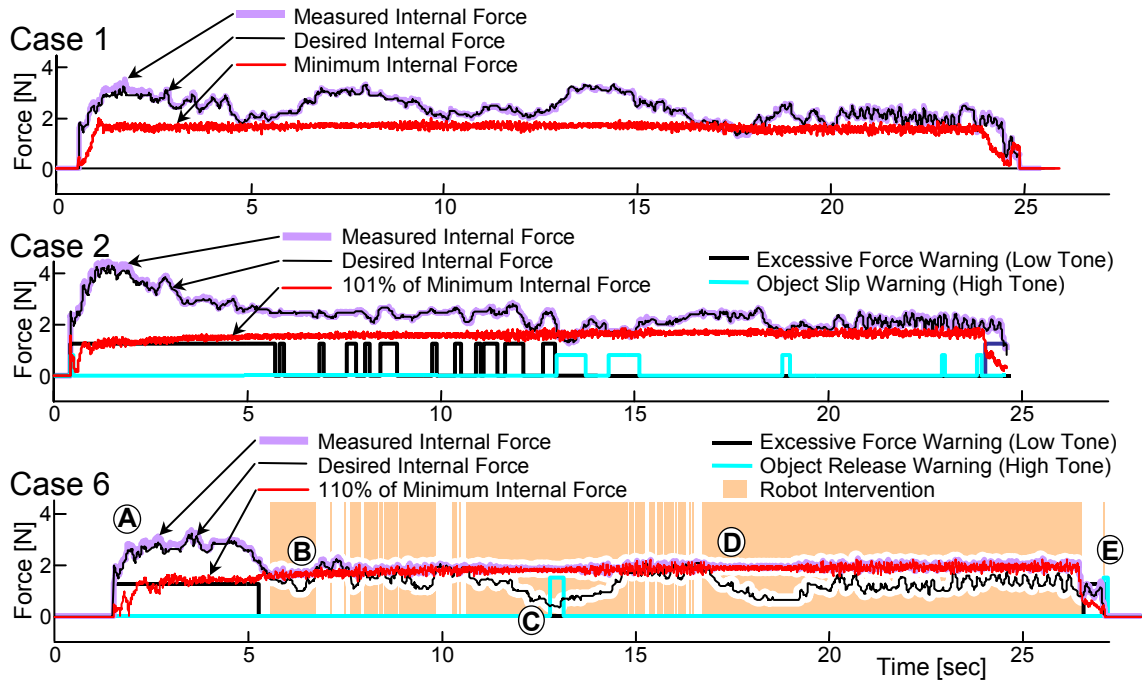 Case 1
Measured Internal Force
Desired Internal Force
Minimum Internal Force
Force [N]
4
2
0
0 5 10 15 20 25
Case 2
Measured Internal Force
Desired Internal Force
101% of Minimum Internal Force
Excessive Force Warning (Low Tone)
Object Slip Warning (High Tone)
Force [N]
4
2
0
0 5 10 15 20 25
Case 6
Measured Internal Force
Desired Internal Force
110% of Minimum Internal Force
Excessive Force Warning (Low Tone)
Object Release Warning (High Tone)
Robot Intervention
Force [N]
4
2
0
A
B
C
D
E
0 5 10 15 20 25
Time [sec]